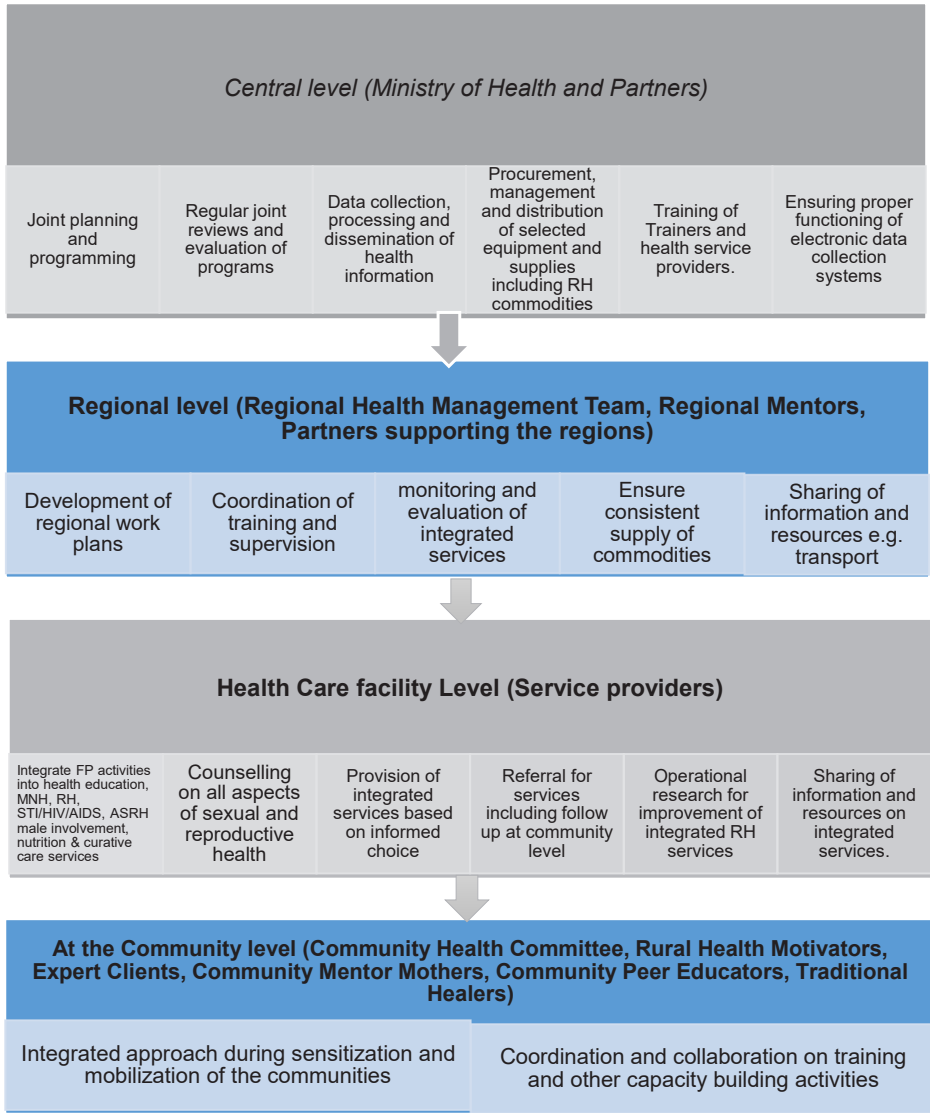 Central level (Ministry of Health and Partners)
Joint planning
and
programming
Regular joint
reviews and
evaluation of
programs
Data collection,
processing and
dissemination of
health
information
Procurement,
management
and distribution
of selected
equipment and
supplies
including RH
commodities
Training of
Trainers and
health service
providers.
Ensuring proper
functioning of
electronic data
collection
systems
Regional level (Regional Health Management Team, Regional Mentors,
Partners supporting the regions)
Development of
regional work
plans
Coordination of
training and
supervision
monitoring and
evaluation of
integrated
services
Ensure
consistent
supply of
commodities
Sharing of
information and
resources e.g.
transport
Health Care facility Level (Service providers)
Integrate FP activities
into health education,
MNH, RH,
STI/HIV/AIDS, ASRH
male involvement,
nutrition & curative
care services
Counselling
on all aspects
of sexual and
reproductive
health
Provision of
integrated
services based
on informed
choice
Referral for
services
including follow
up at community
level
Operational
research for
improvement of
integrated RH
services
Sharing of
information and
resources on
integrated
services.
At the Community level (Community Health Committee, Rural Health Motivators,
Expert Clients, Community Mentor Mothers, Community Peer Educators, Traditional
Healers)
Integrated approach during sensitization and
mobilization of the communities
Coordination and collaboration on training
and other capacity building activities